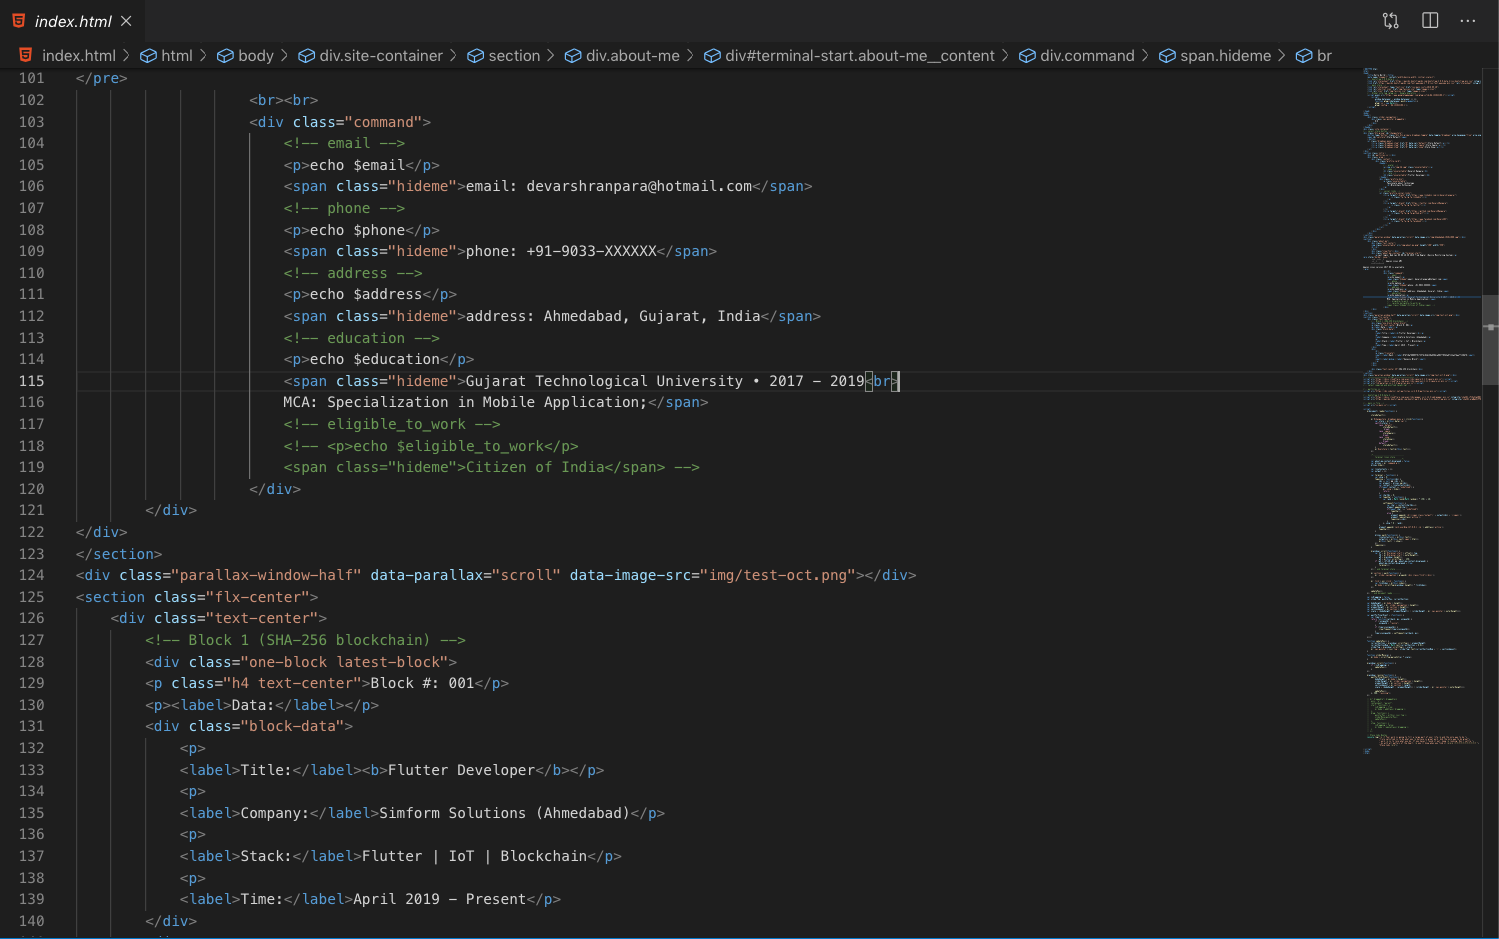 index.html
index.html > html > body > div.site-container > section > div.about-me > div#terminal-start.about-me__content > div.command > span.hideme > br
101 </pre>
102 <br><br>
103 <div class="command">
104 <!-- email -->
105 <p>echo $email</p>
106 <span class="hideme">email: devarshranpara@hotmail.com</span>
107 <!-- phone -->
108 <p>echo $phone</p>
109 <span class="hideme">phone: +91-9033-XXXXXX</span>
110 <!-- address -->
111 <p>echo $address</p>
112 <span class="hideme">address: Ahmedabad, Gujarat, India</span>
113 <!-- education -->
114 <p>echo $education</p>
115 <span class="hideme">Gujarat Technological University • 2017 - 2019<br>
116 MCA: Specialization in Mobile Application;</span>
117 <!-- eligible_to_work -->
118 <!-- <p>echo $eligible_to_work</p>
119 <span class="hideme">Citizen of India</span> -->
120 </div>
121 </div>
122 </div>
123 </section>
124 <div class="parallax-window-half" data-parallax="scroll" data-image-src="img/test-oct.png"></div>
125 <section class="flx-center">
126 <div class="text-center">
127 <!-- Block 1 (SHA-256 blockchain) -->
128 <div class="one-block latest-block">
129 <p class="h4 text-center">Block #: 001</p>
130 <p><label>Data:</label></p>
131 <div class="block-data">
132 <p>
133 <label>Title:</label><b>Flutter Developer</b></p>
134 <p>
135 <label>Company:</label>Simform Solutions (Ahmedabad)</p>
136 <p>
137 <label>Stack:</label>Flutter | IoT | Blockchain</p>
138 <p>
139 <label>Time:</label>April 2019 - Present</p>
140 </div>